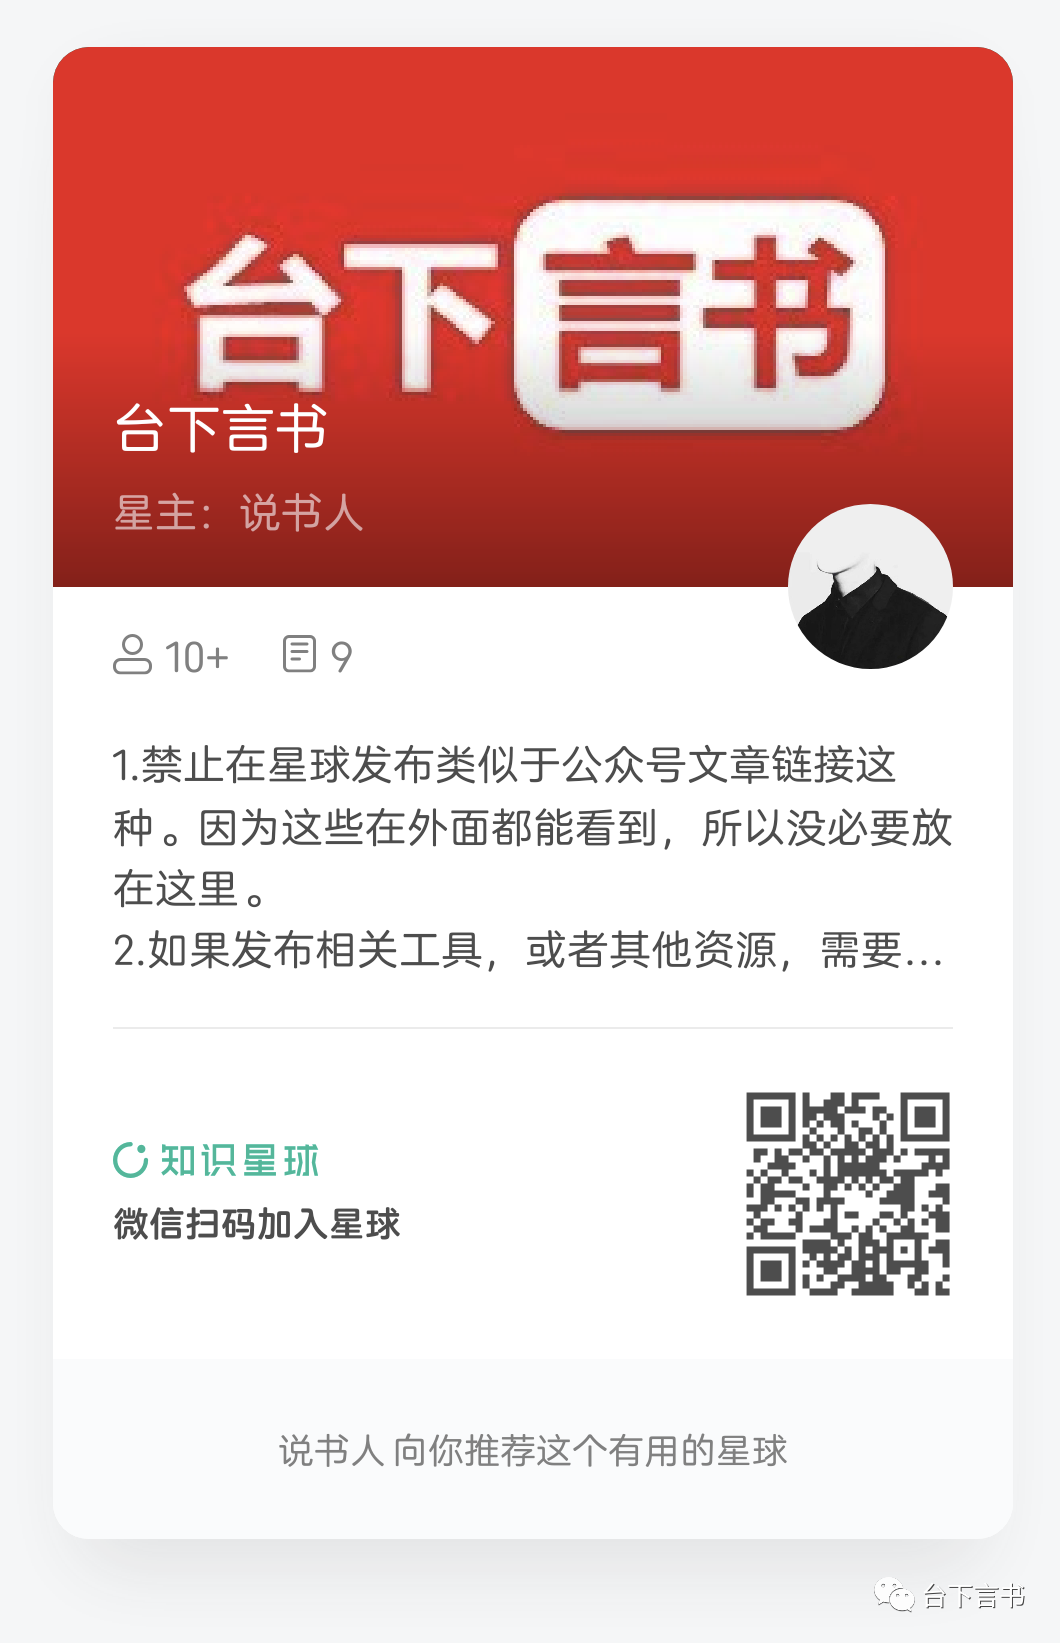 台下言书
台下言书
星主：说书人
10+ 9
1.禁止在星球发布类似于公众号文章链接这
种。因为这些在外面都能看到，所以没必要放
在这里。
2.如果发布相关工具，或者其他资源，需要...
知识星球
微信扫码加入星球
说书人 向你推荐这个有用的星球
台下言书